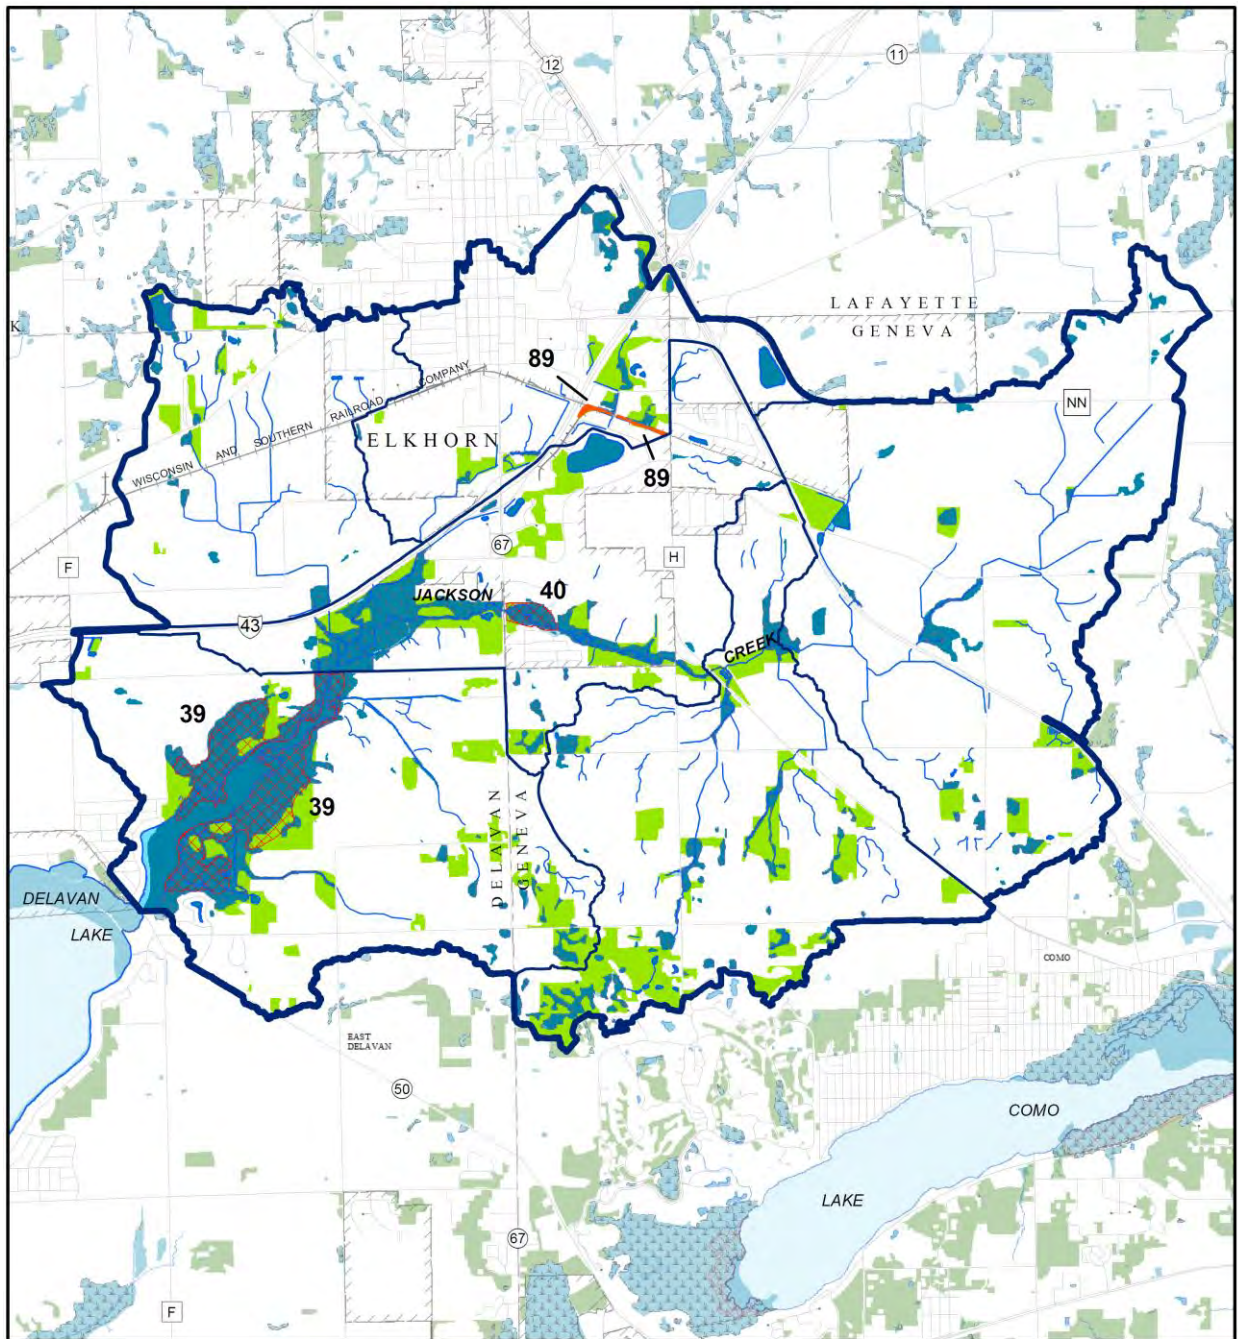 12
11
LAFAYETTE
GENEVA
K
89
WISCONSIN AND SOUTHERN RAILROAD COMPANY
NN
ELKHORN
89
67
F
H
JACKSON
40
43
CREEK
39
39
DELAVAN
GENEVA
DELAVAN
LAKE
COMO
EAST
DELAVAN
50
COMO
LAKE
67
F